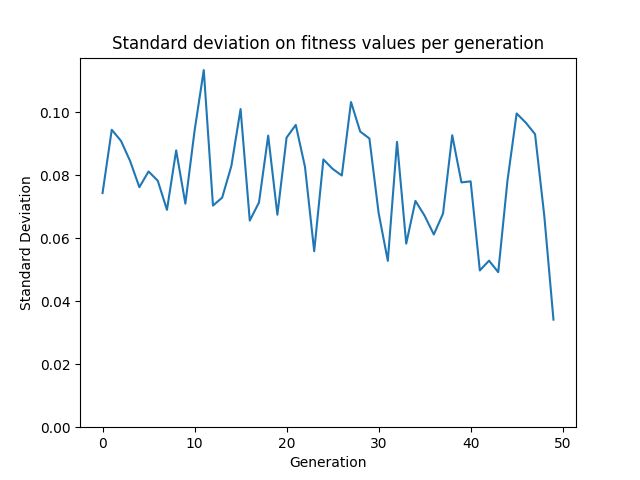 Standard deviation on fitness values per generation
0.10
0.08
0.06
0.04
0.02
0.00
Standard Deviation
0 10 20 30 40 50
Generation